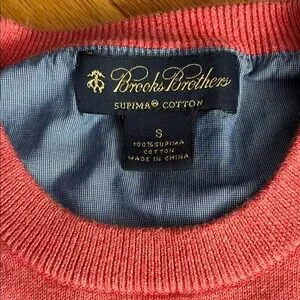 Brooks Brothers
SUPIMA® COTTON
S
100% SUPIMA
COTTON
MADE IN CHINA